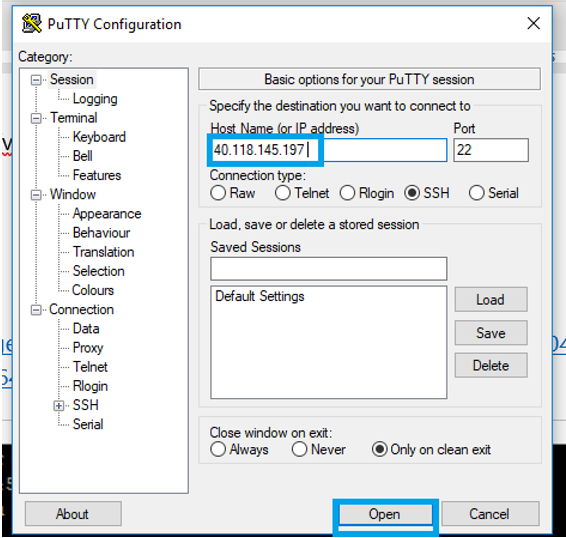 PuTTY Configuration
Category:
Session
Logging
Terminal
Keyboard
Bell
Features
Window
Appearance
Behaviour
Translation
Selection
Colours
Connection
Data
Proxy
Telnet
Rlogin
SSH
Serial
Basic options for your PuTTY session
Specify the destination you want to connect to
Host Name (or IP address) Port
40.118.145.197 22
Connection type:
Raw Telnet Rlogin SSH Serial
Load, save or delete a stored session
Saved Sessions
Default Settings
Load
Save
Delete
Close window on exit:
Always Never Only on clean exit
About Open Cancel